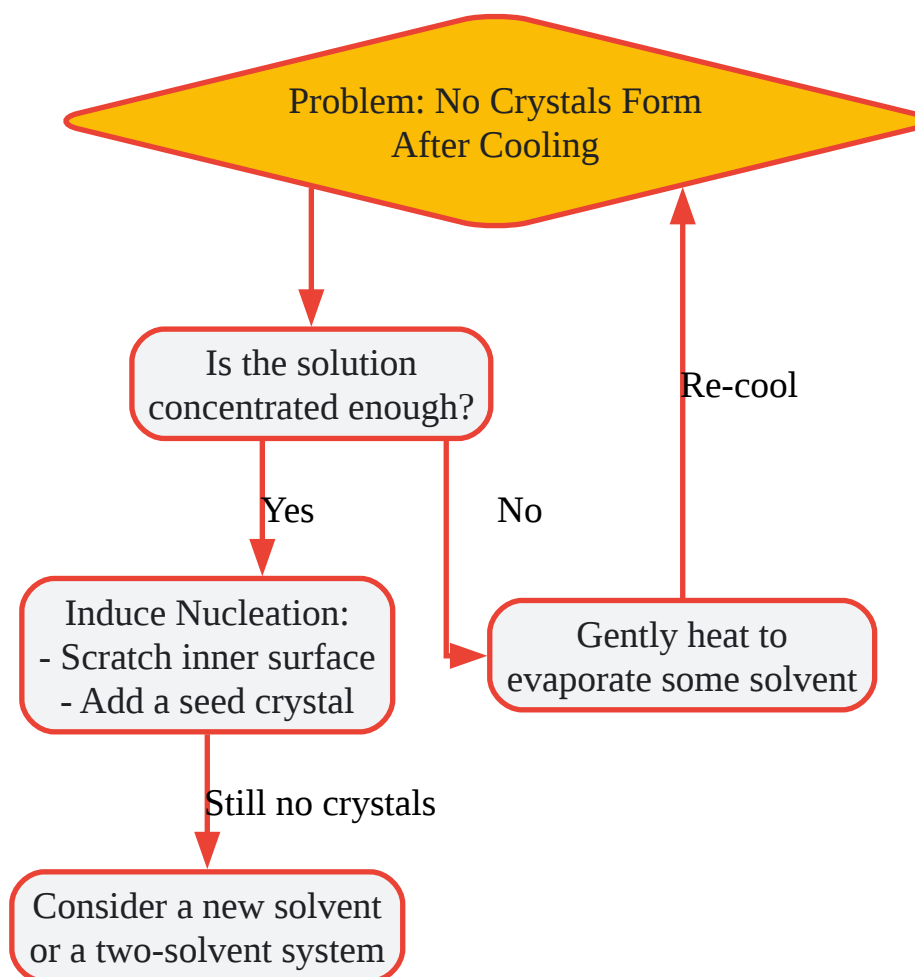 Problem: No Crystals Form
After Cooling
Is the solution
concentrated enough?
Re-cool
Yes
No
Induce Nucleation:
- Scratch inner surface
- Add a seed crystal
Gently heat to
evaporate some solvent
Still no crystals
Consider a new solvent
or a two-solvent system